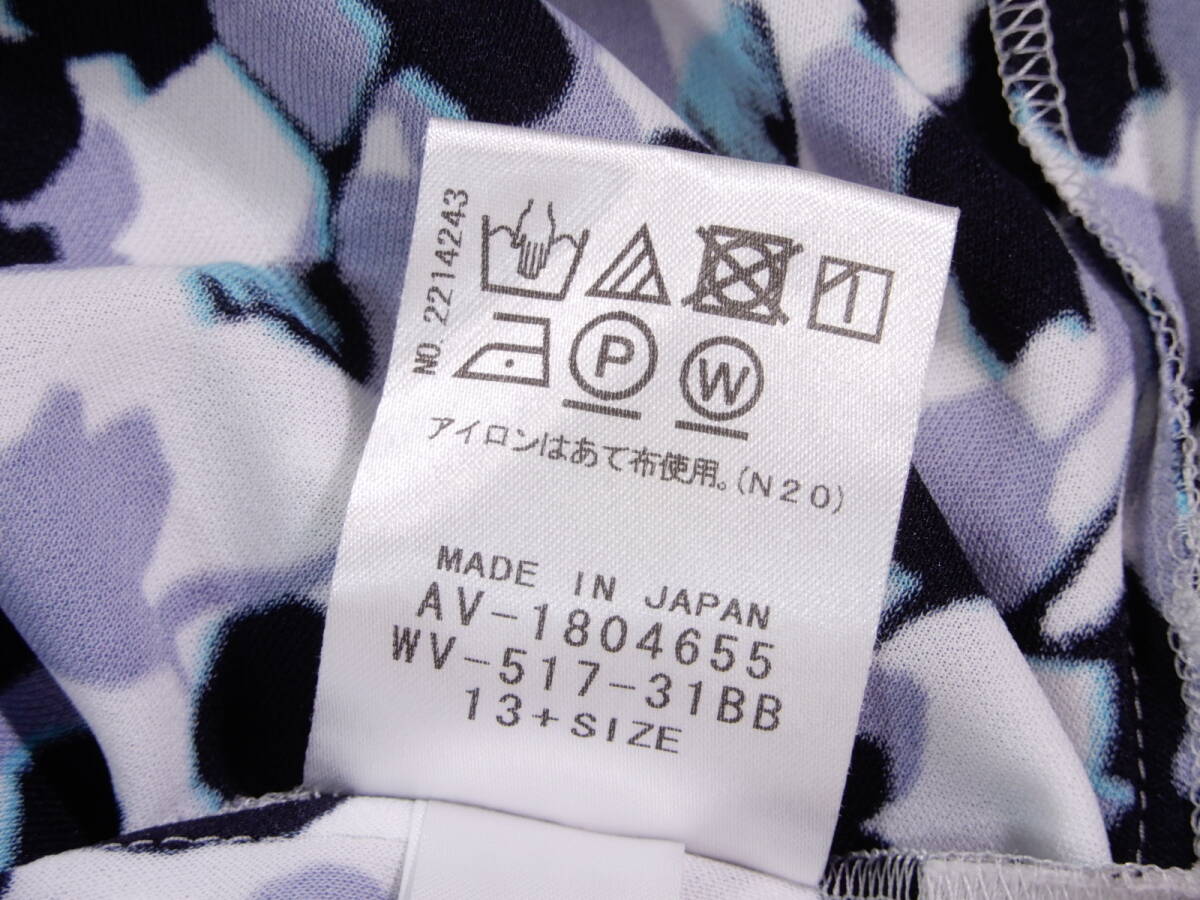 NO.2214243
P
W
アイロンはあて布使用。(N20)
MADE IN JAPAN
AV-1804655
WV-517-31BB
13+SIZE